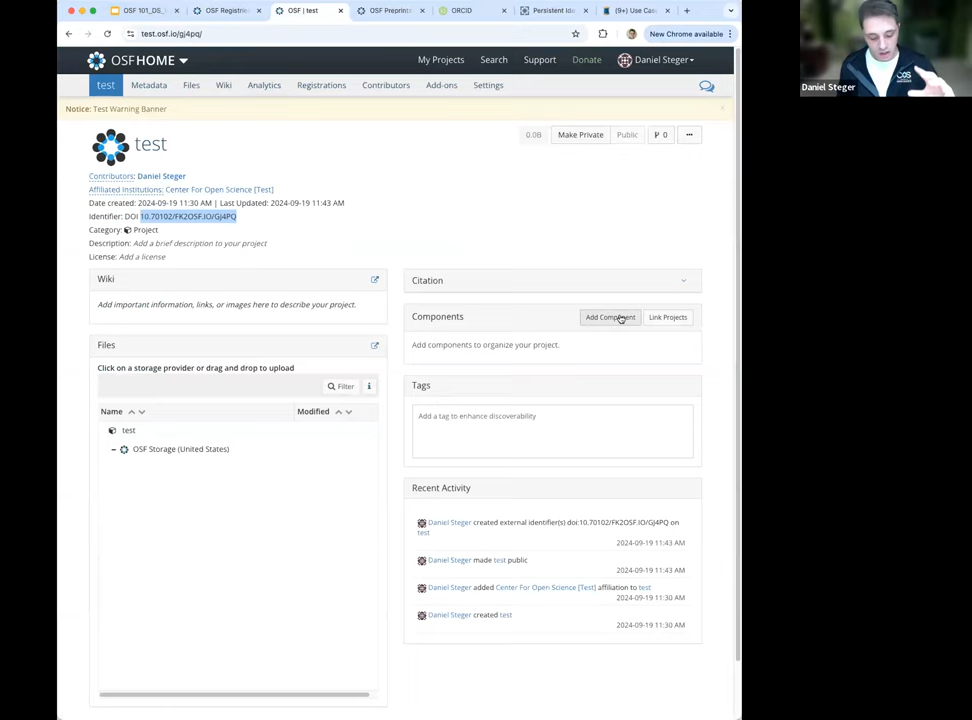 OSF 101_DS_
OSF Registries
OSF | test
OSF Preprints
ORCID
Persistent Ide
(9+) Use Cas
test.osf.io/gj4pq/
New Chrome available
OSFHOME
My Projects
Search
Support
Donate
Daniel Steger
test
Metadata
Files
Wiki
Analytics
Registrations
Contributors
Add-ons
Settings
Notice: Test Warning Banner
test
0.0B
Make Private
Public
0
Contributors: Daniel Steger
Affiliated Institutions: Center For Open Science [Test]
Date created: 2024-09-19 11:30 AM | Last Updated: 2024-09-19 11:43 AM
Identifier: DOI 10.70102/FK2OSF.IO/GJ4PQ
Category: Project
Description: Add a brief description to your project
License: Add a license
Wiki
Add important information, links, or images here to describe your project.
Files
Click on a storage provider or drag and drop to upload
Filter
Name
Modified
test
OSF Storage (United States)
Citation
Components
Add Component
Link Projects
Add components to organize your project.
Tags
Add a tag to enhance discoverability
Recent Activity
Daniel Steger created external identifier(s) doi:10.70102/FK2OSF.IO/GJ4PQ on
test
2024-09-19 11:43 AM
Daniel Steger made test public
2024-09-19 11:43 AM
Daniel Steger added Center For Open Science [Test] affiliation to test
2024-09-19 11:30 AM
Daniel Steger created test
2024-09-19 11:30 AM
COS
Daniel Steger